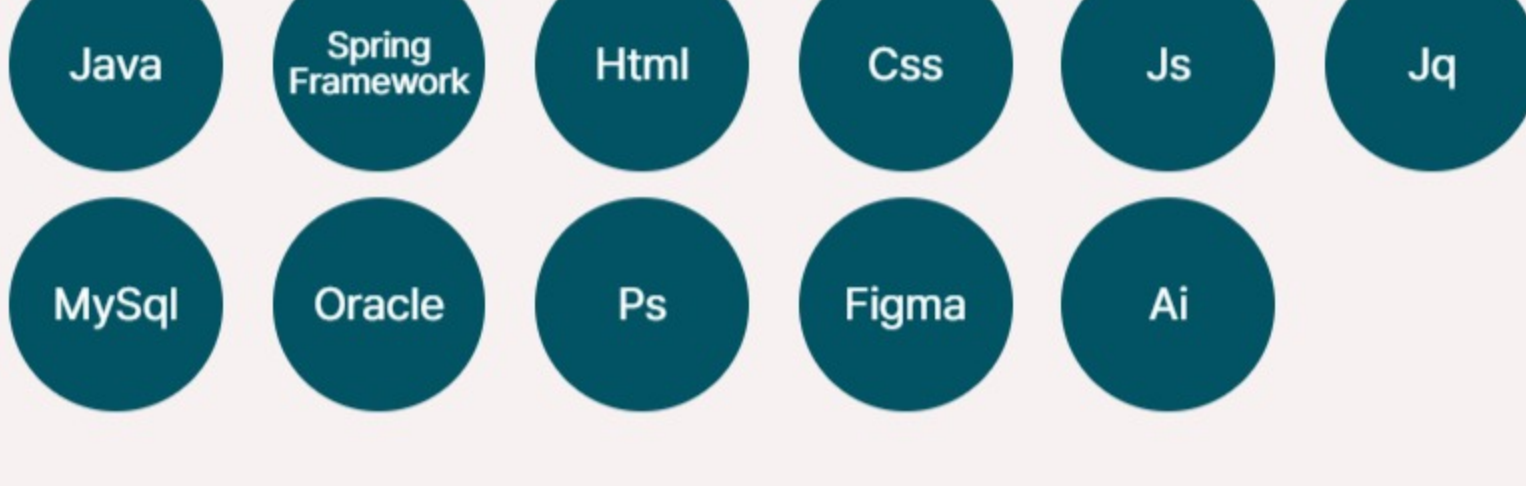 Java
Spring
Framework
Html
Css
Js
Jq
MySql
Oracle
Ps
Figma
Ai